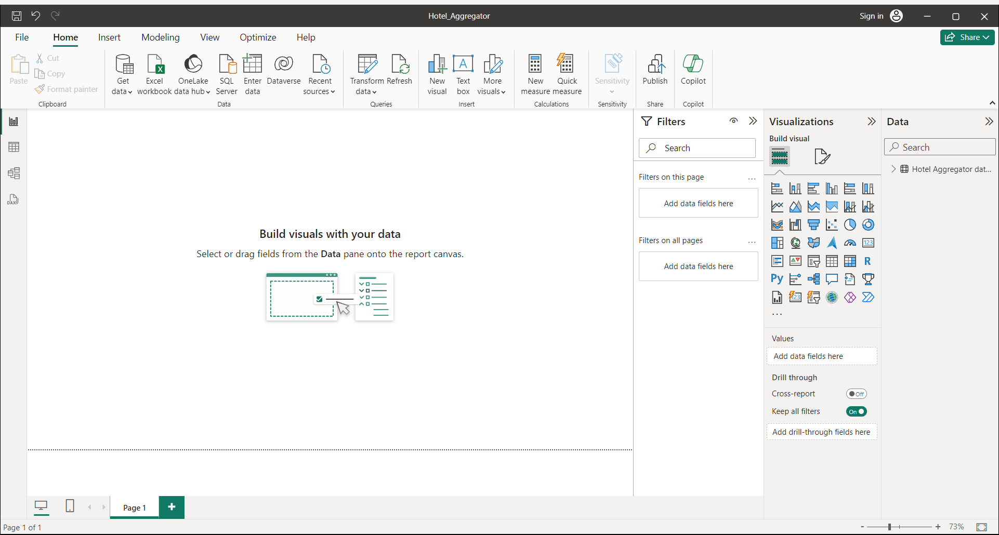 Hotel_Aggregator
Sign in
File Home Insert Modeling View Optimize Help
Share
Paste
Cut
Copy
Format painter
Clipboard
Get data
Excel workbook
OneLake data hub
SQL Server
Enter data
Dataverse
Recent sources
Data
Transform data
Refresh
Queries
New visual
Text box
More visuals
Insert
New measure
Quick measure
Calculations
Sensitivity
Sensitivity
Publish
Share
Copilot
Copilot
DAX
Build visuals with your data
Select or drag fields from the Data pane onto the report canvas.
Filters
Search
Filters on this page ...
Add data fields here
Filters on all pages ...
Add data fields here
Visualizations
Build visual
123
R
Py
123
...
Values
Add data fields here
Drill through
Cross-report Off
Keep all filters On
Add drill-through fields here
Data
Search
Hotel Aggregator dat...
Page 1
+
Page 1 of 1
- + 73%